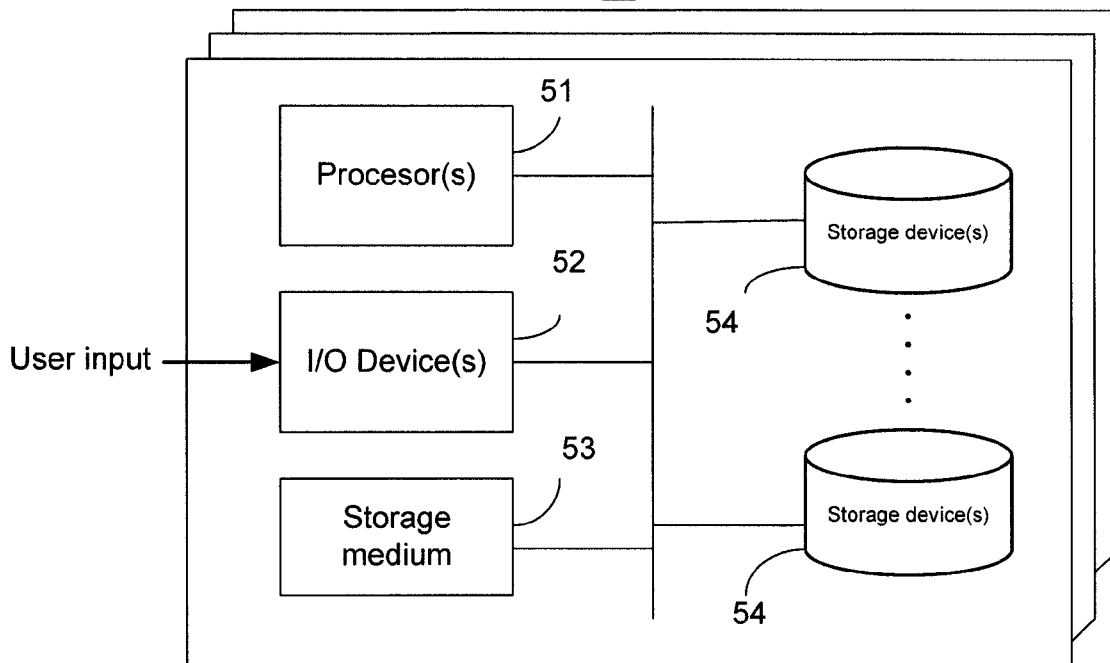 51
Procesor(s)
Storage device(s)
52
54
User input
I/O Device(s)
53
Storage
medium
Storage device(s)
54